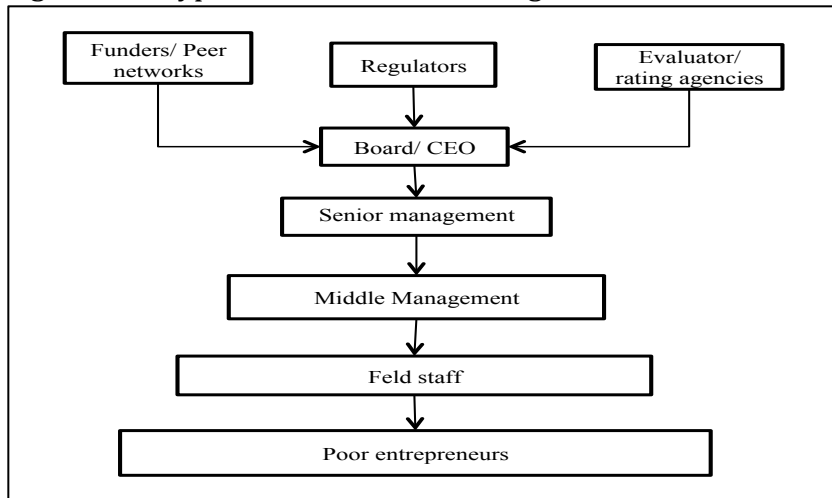 Funders/ Peer
networks
Regulators
Evaluator/
rating agencies
Board/ CEO
Senior management
Middle Management
Feld staff
Poor entrepreneurs